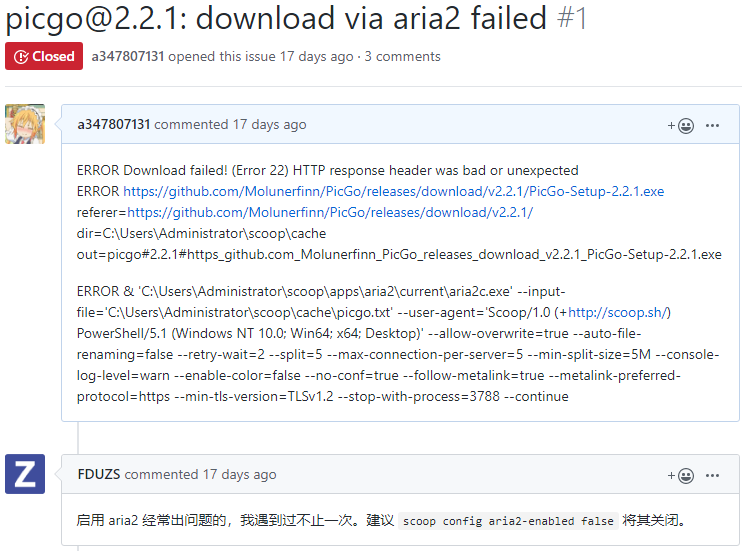 picgo@2.2.1: download via aria2 failed #1
Closed a347807131 opened this issue 17 days ago · 3 comments
a347807131 commented 17 days ago
ERROR Download failed! (Error 22) HTTP response header was bad or unexpected
ERROR https://github.com/Molunerfinn/PicGo/releases/download/v2.2.1/PicGo-Setup-2.2.1.exe
referer=https://github.com/Molunerfinn/PicGo/releases/download/v2.2.1/
dir=C:\Users\Administrator\scoop\cache
out=picgo#2.2.1#https_github.com_Molunerfinn_PicGo_releases_download_v2.2.1_PicGo-Setup-2.2.1.exe
ERROR & 'C:\Users\Administrator\scoop\apps\aria2\current\aria2c.exe' --input-
file='C:\Users\Administrator\scoop\cache\picgo.txt' --user-agent='Scoop/1.0 (+http://scoop.sh/)
PowerShell/5.1 (Windows NT 10.0; Win64; x64; Desktop)' --allow-overwrite=true --auto-file-
renaming=false --retry-wait=2 --split=5 --max-connection-per-server=5 --min-split-size=5M --console-
log-level=warn --enable-color=false --no-conf=true --follow-metalink=true --metalink-preferred-
protocol=https --min-tls-version=TLSv1.2 --stop-with-process=3788 --continue
Z
FDUZS commented 17 days ago
启用 aria2 经常出问题的，我遇到过不止一次。建议 scoop config aria2-enabled false 将其关闭。